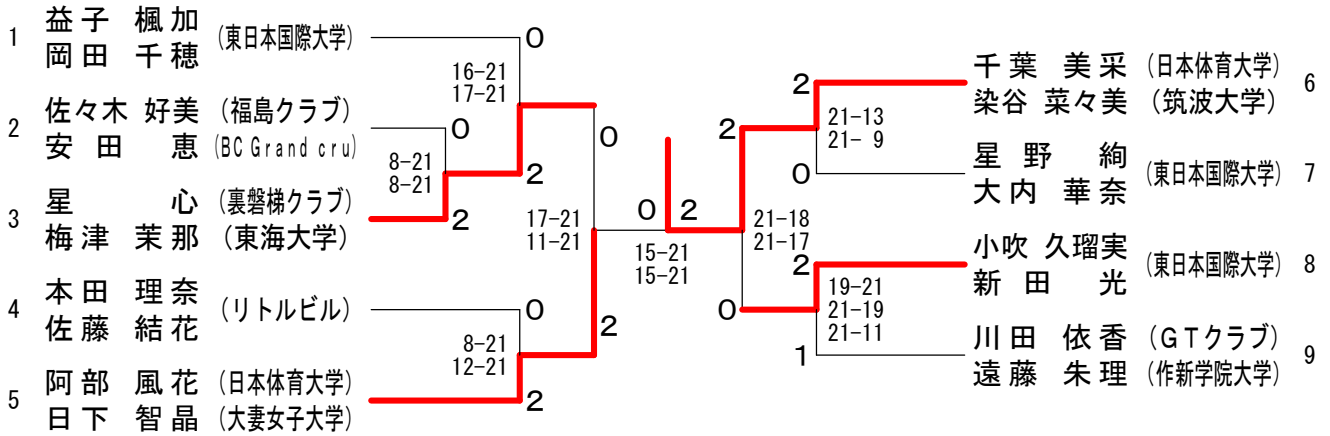 1
益子 楓加
岡田 千穂
(東日本国際大学)
0
16-21
17-21
2
佐々木 好美 (福島クラブ)
安田 恵 (BC Grand cru)
0
8-21
8-21
2
0
3
星 心 (裏磐梯クラブ)
梅津 茉那 (東海大学)
2
17-21
11-21
0
2
15-21
15-21
4
本田 理奈
佐藤 結花
(リトルビル)
0
8-21
12-21
2
5
阿部 風花 (日本体育大学)
日下 智晶 (大妻女子大学)
2
千葉 美采 (日本体育大学)
染谷 菜々美 (筑波大学)
6
2
2
21-13
21- 9
星野 絢
大内 華奈
(東日本国際大学)
7
0
21-18
21-17
小吹 久瑠実
新田 光
(東日本国際大学)
8
2
0
19-21
21-19
21-11
川田 依香 (GTクラブ)
遠藤 朱理 (作新学院大学)
9
1